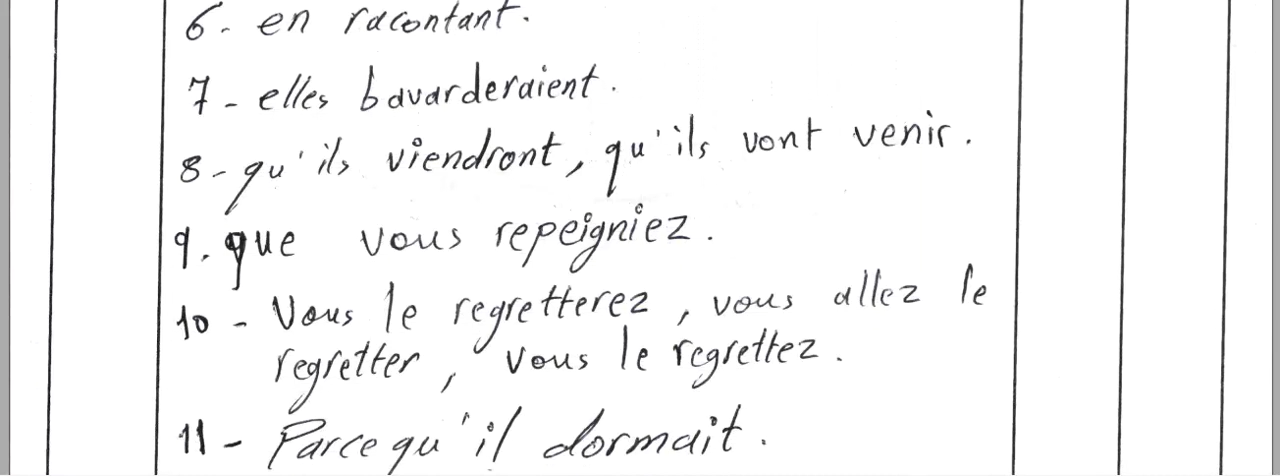 6- en racontant.
7- elles bavarderaient.
8- qu'ils viendront, qu'ils vont venir.
9. que vous repeigniez.
10 - Vous le regretterez, vous allez le
regretter, vous le regrettez.
11 - Parce qu'il dormait.